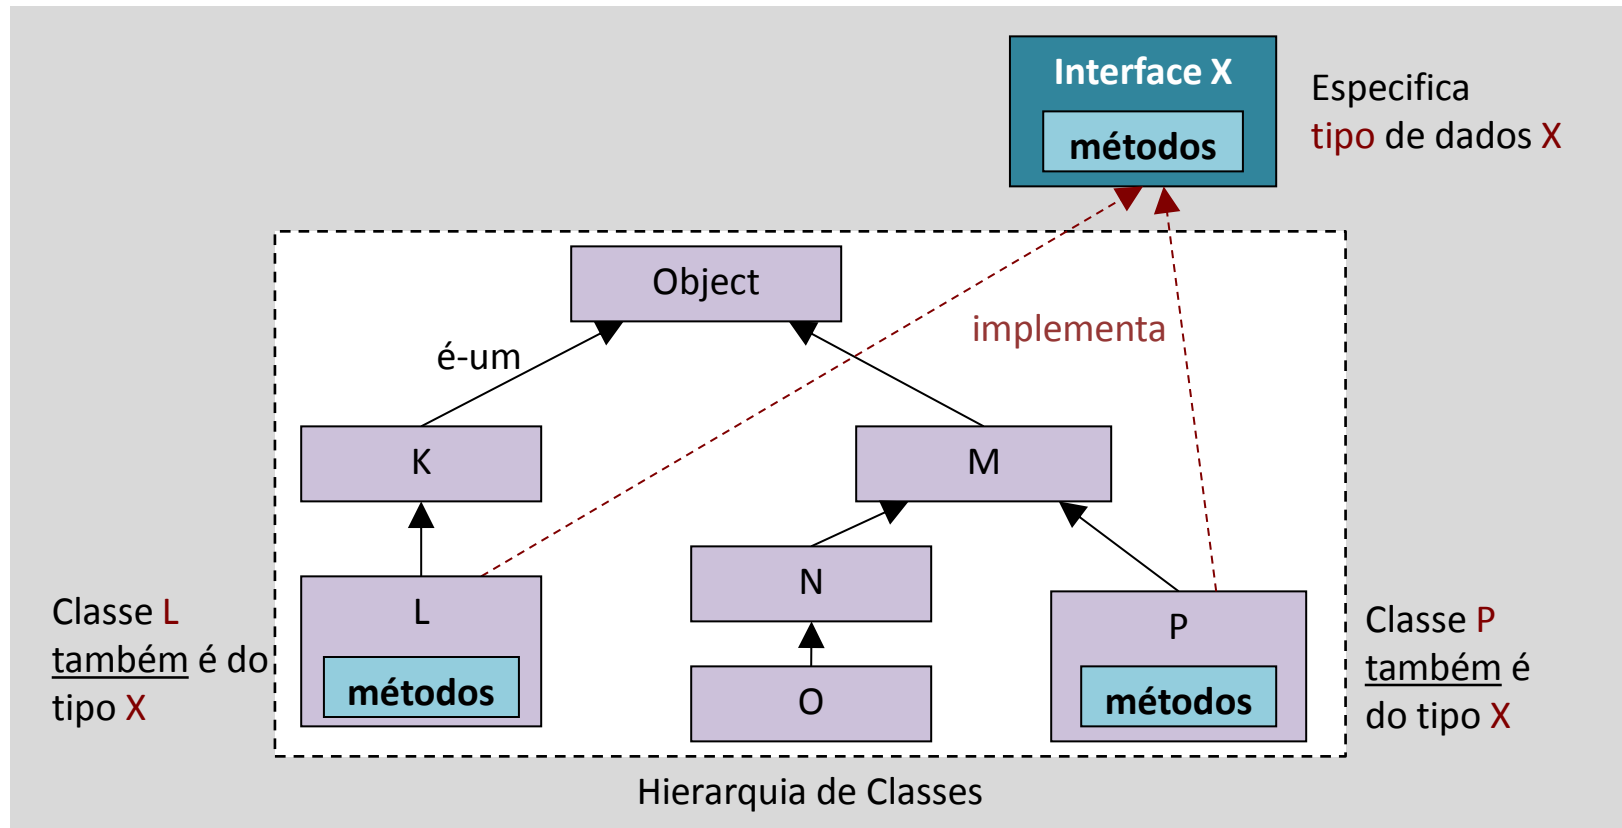 Interface X
métodos
Especifica
tipo de dados X
Object
implementa
é-um
K
M
N
L
métodos
O
P
métodos
Classe L
também é do
tipo X
Classe P
também é
do tipo X
Hierarquia de Classes